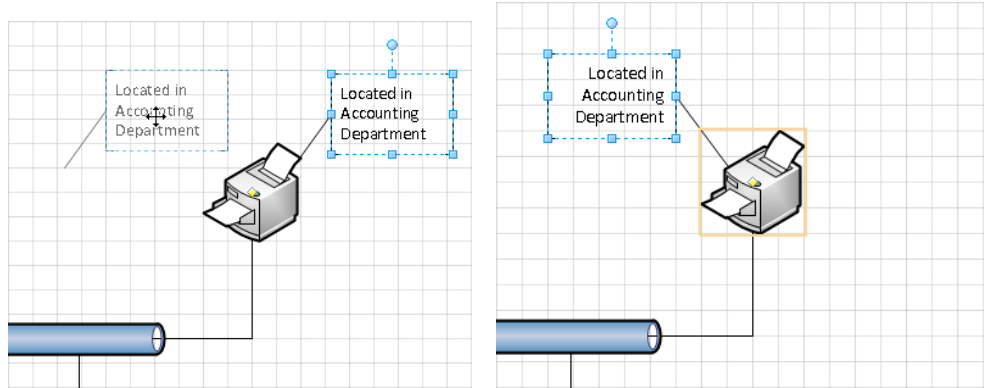 Located in
Accounting
Department
Located in
Accounting
Department
Located in
Accounting
Department